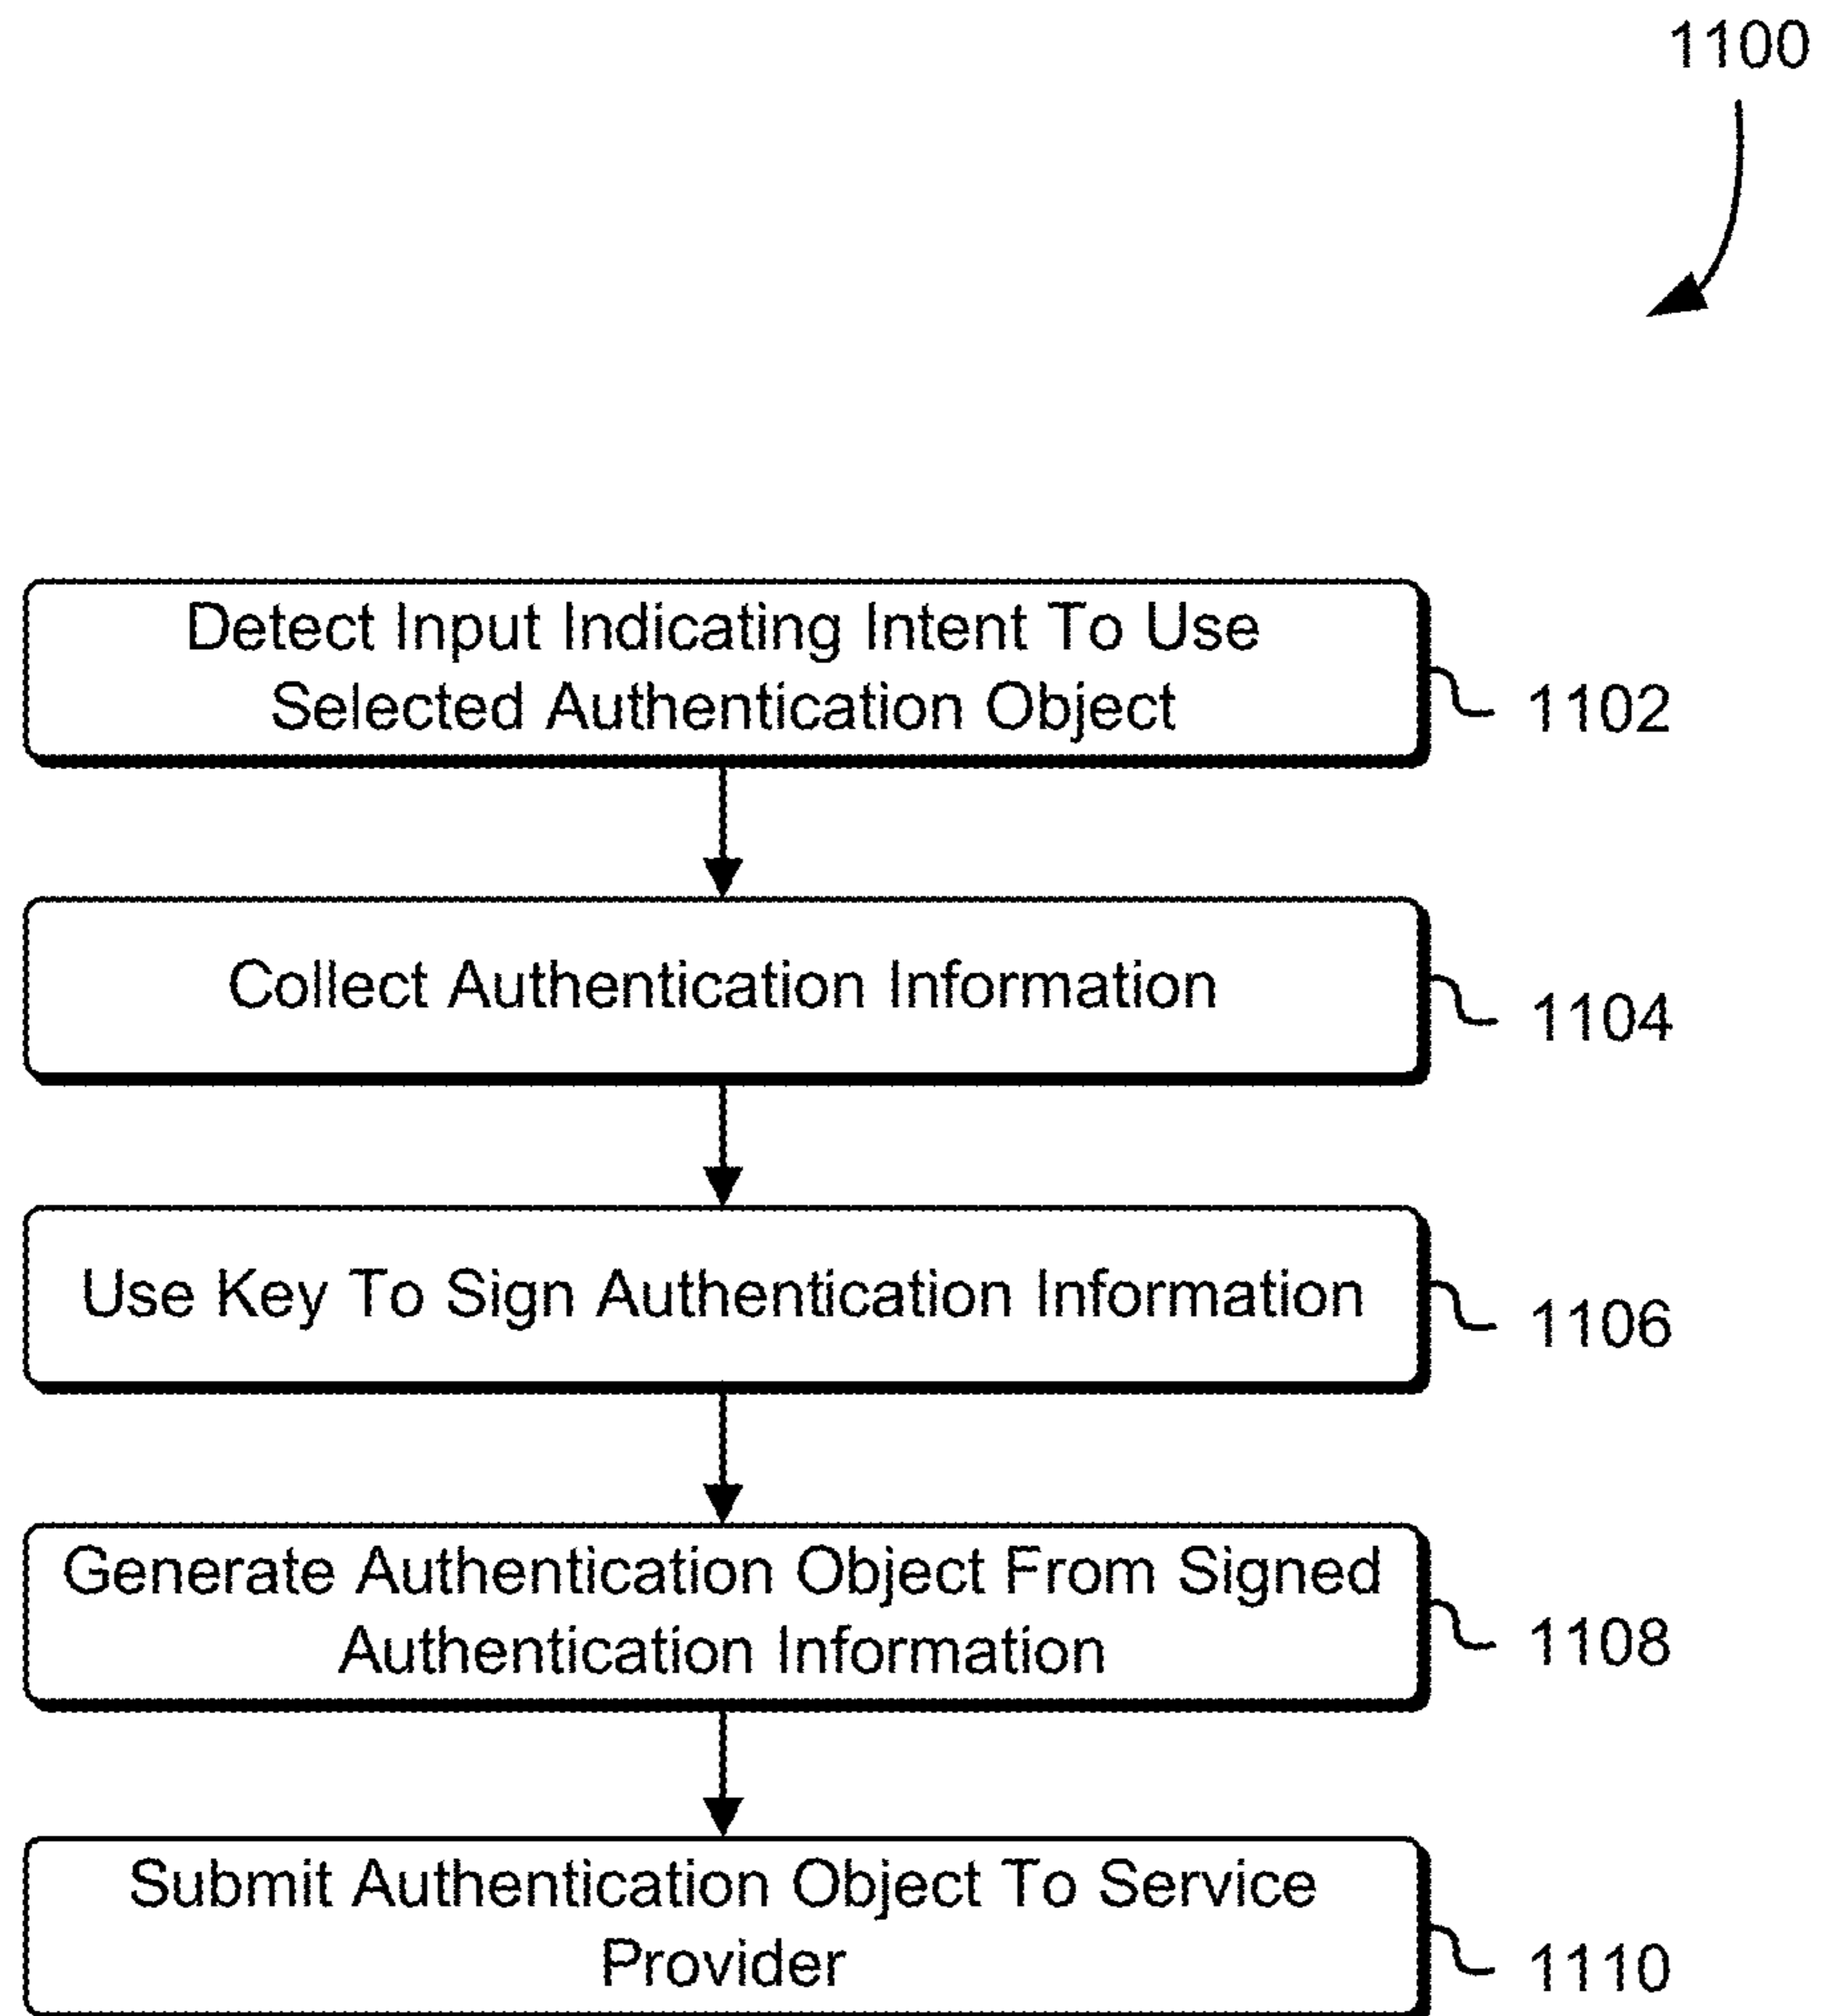 1100
Detect Input Indicating Intent To Use
Selected Authentication Object
1102
Collect Authentication Information
1104
Use Key To Sign Authentication Information
1106
Generate Authentication Object From Signed
Authentication Information
1108
Submit Authentication Object To Service
Provider
1110